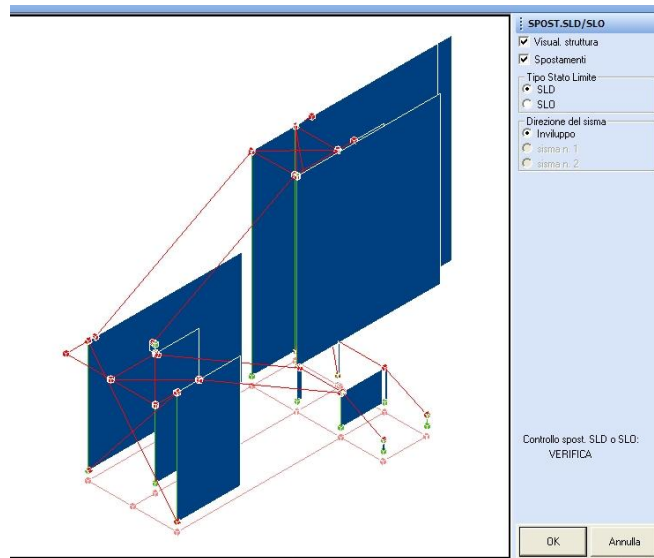 SPOST.SLD/SLO
Visual. struttura
Spostamenti
Tipo Stato Limite
SLD
SLO
Direzione del sisma
Inviluppo
sisma n. 1
sisma n. 2
Controllo spost. SLD o SLO:
VERIFICA
OK
Annulla